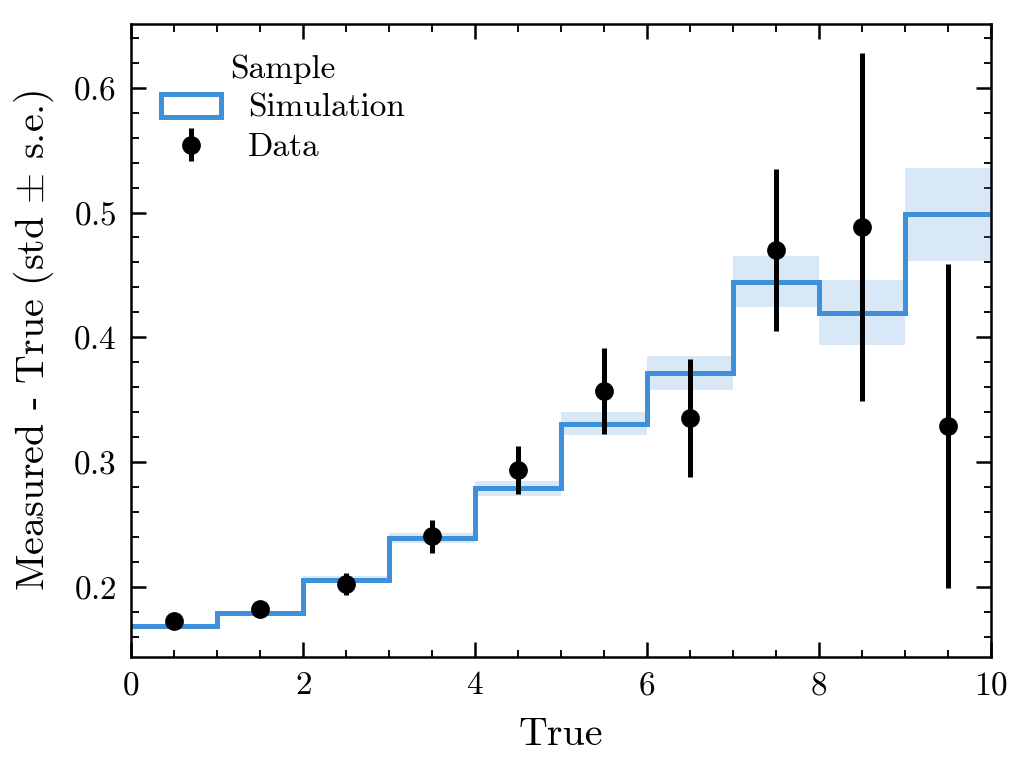 Measured - True (std ± s.e.)
0.6
0.5
0.4
0.3
0.2
Sample
Simulation
Data
0 2 4 6 8 10
True